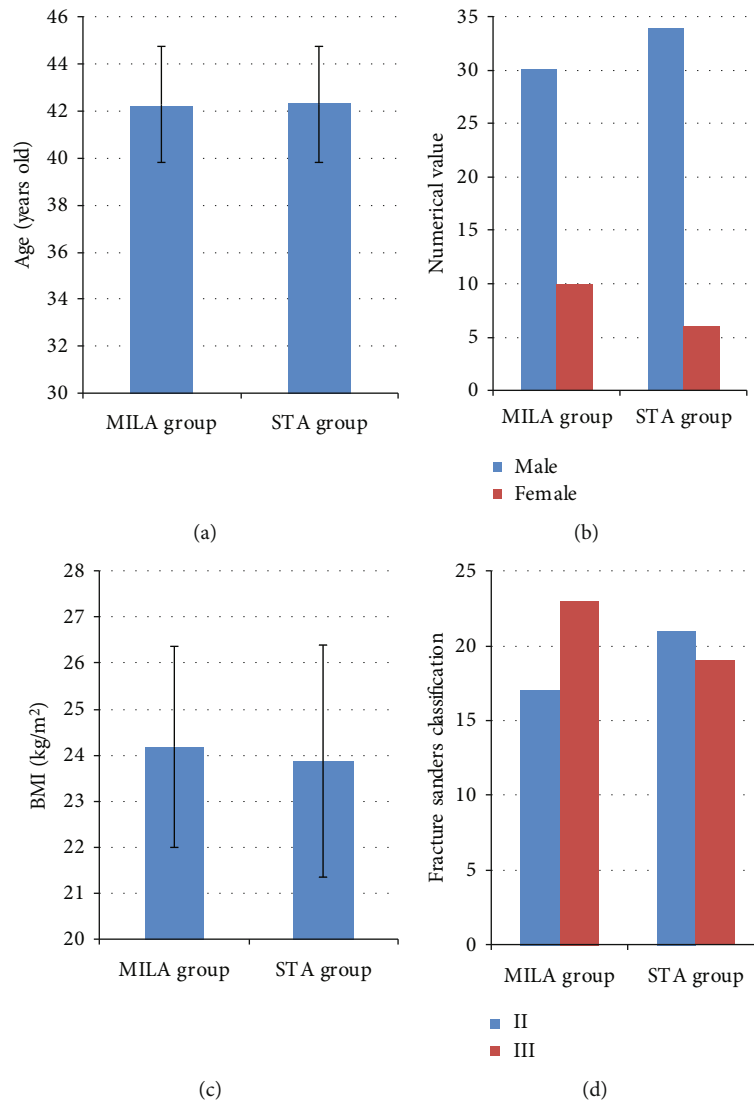 46
44
42
40
38
36
34
32
30
Age (years old)
MILA group STA group
(a)
35
30
25
20
15
10
5
0
Numerical value
MILA group STA group
Male
Female
(b)
28
27
26
25
24
23
22
21
20
BMI (kg/m²)
MILA group STA group
(c)
25
20
15
10
5
0
Fracture sanders classification
MILA group STA group
II
III
(d)